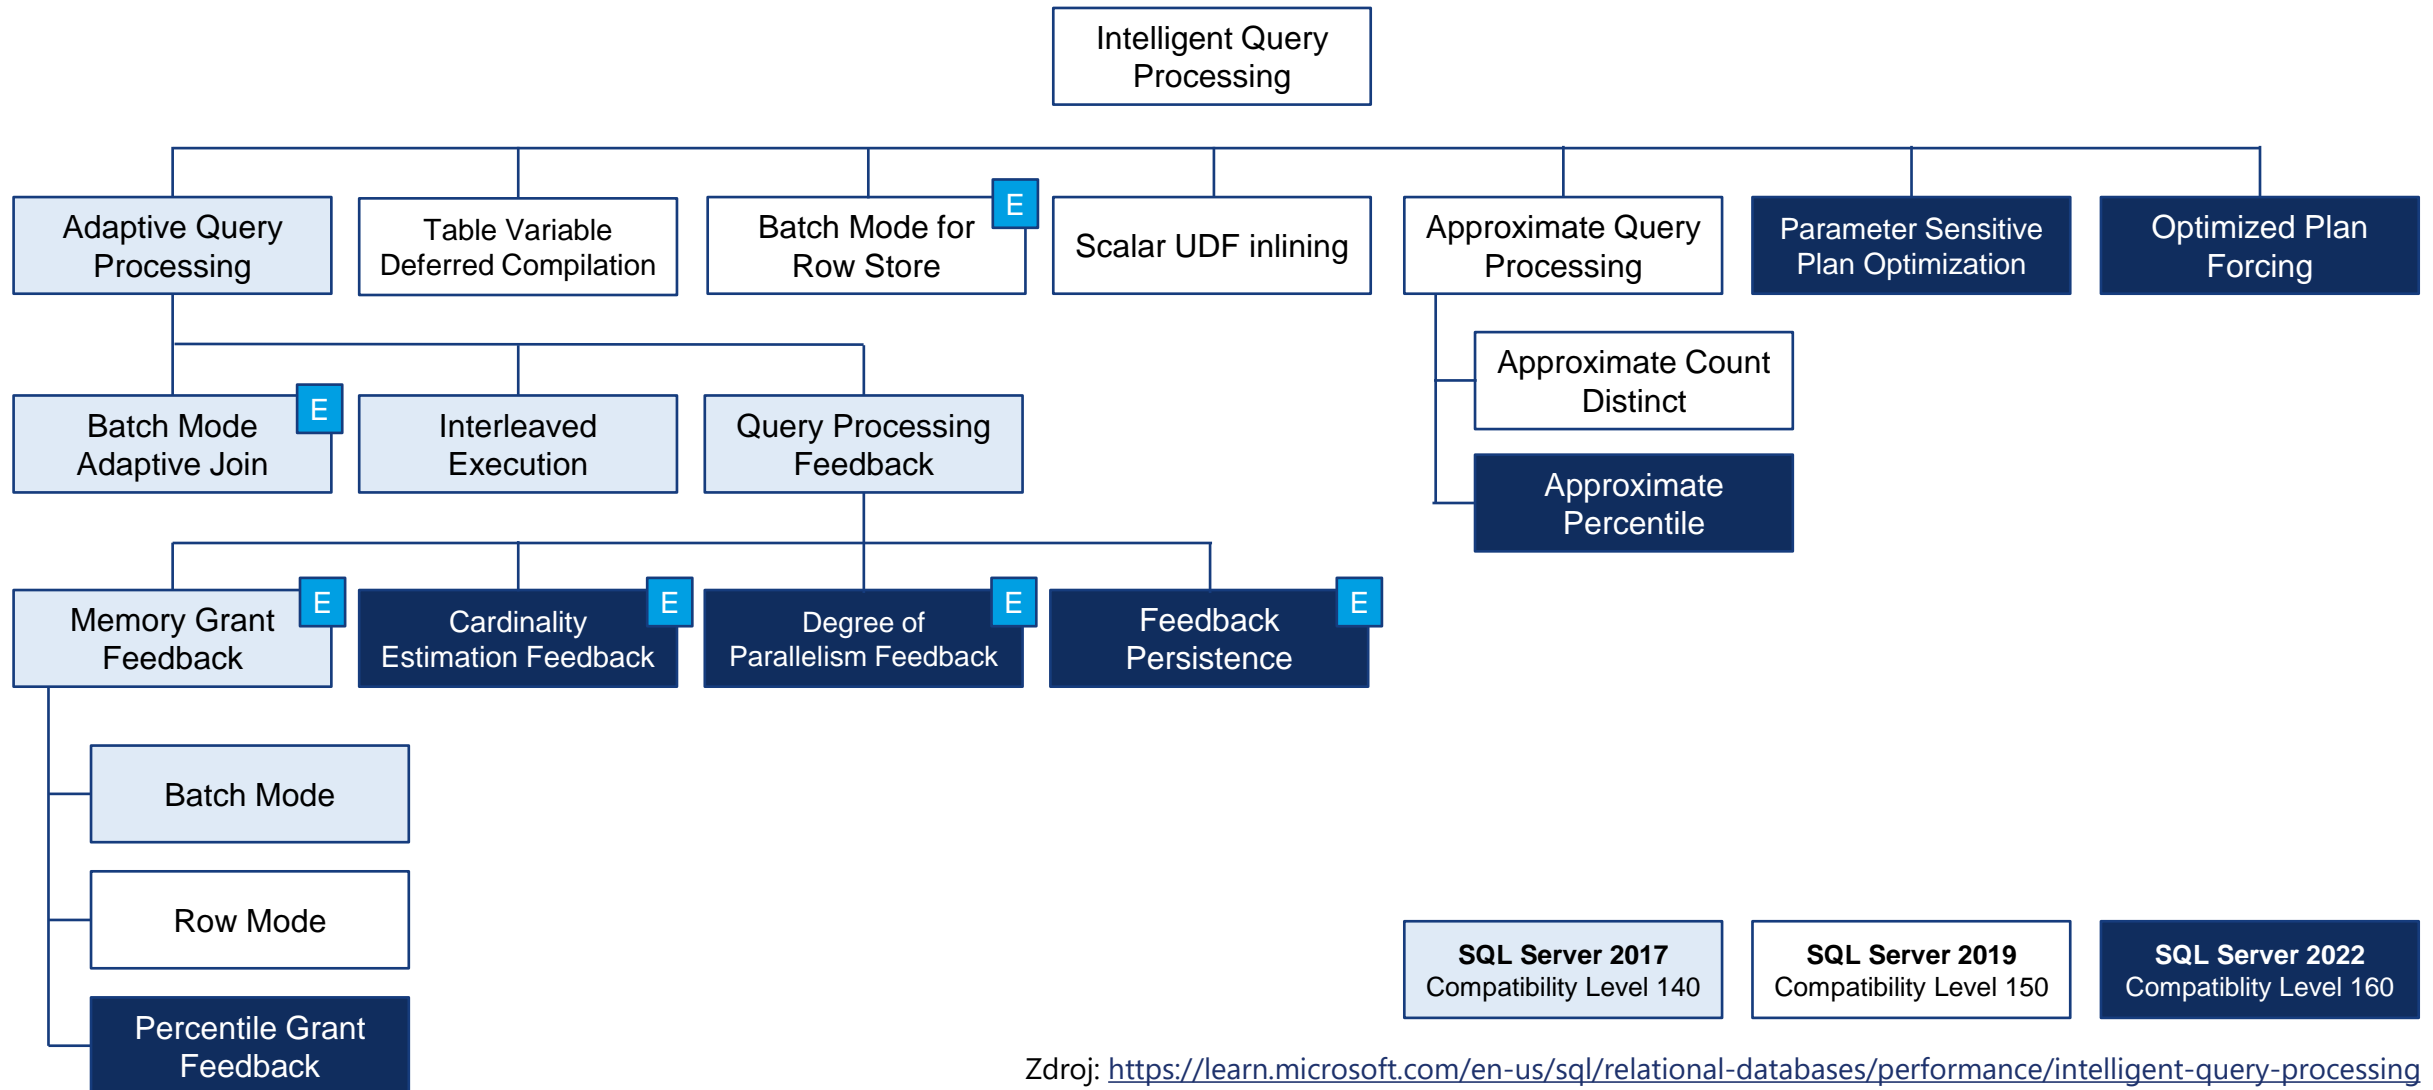 Intelligent Query
Processing
Adaptive Query
Processing
Table Variable
Deferred Compilation
Batch Mode for
Row Store
E
Scalar UDF inlining
Approximate Query
Processing
Parameter Sensitive
Plan Optimization
Optimized Plan
Forcing
Approximate Count
Distinct
Approximate
Percentile
Batch Mode
Adaptive Join
E
Interleaved
Execution
Query Processing
Feedback
Memory Grant
Feedback
E
Cardinality
Estimation Feedback
E
Degree of
Parallelism Feedback
E
Feedback
Persistence
E
Batch Mode
Row Mode
Percentile Grant
Feedback
SQL Server 2017
Compatibility Level 140
SQL Server 2019
Compatibility Level 150
SQL Server 2022
Compatiblity Level 160
Zdroj: https://learn.microsoft.com/en-us/sql/relational-databases/performance/intelligent-query-processing